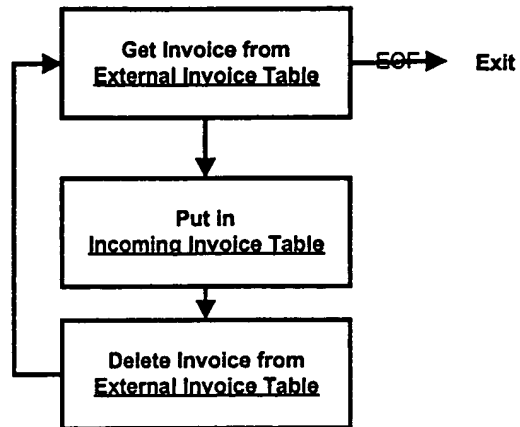 Get Invoice from
External Invoice Table
EOF
Exit
Put in
Incoming Invoice Table
Delete Invoice from
External Invoice Table